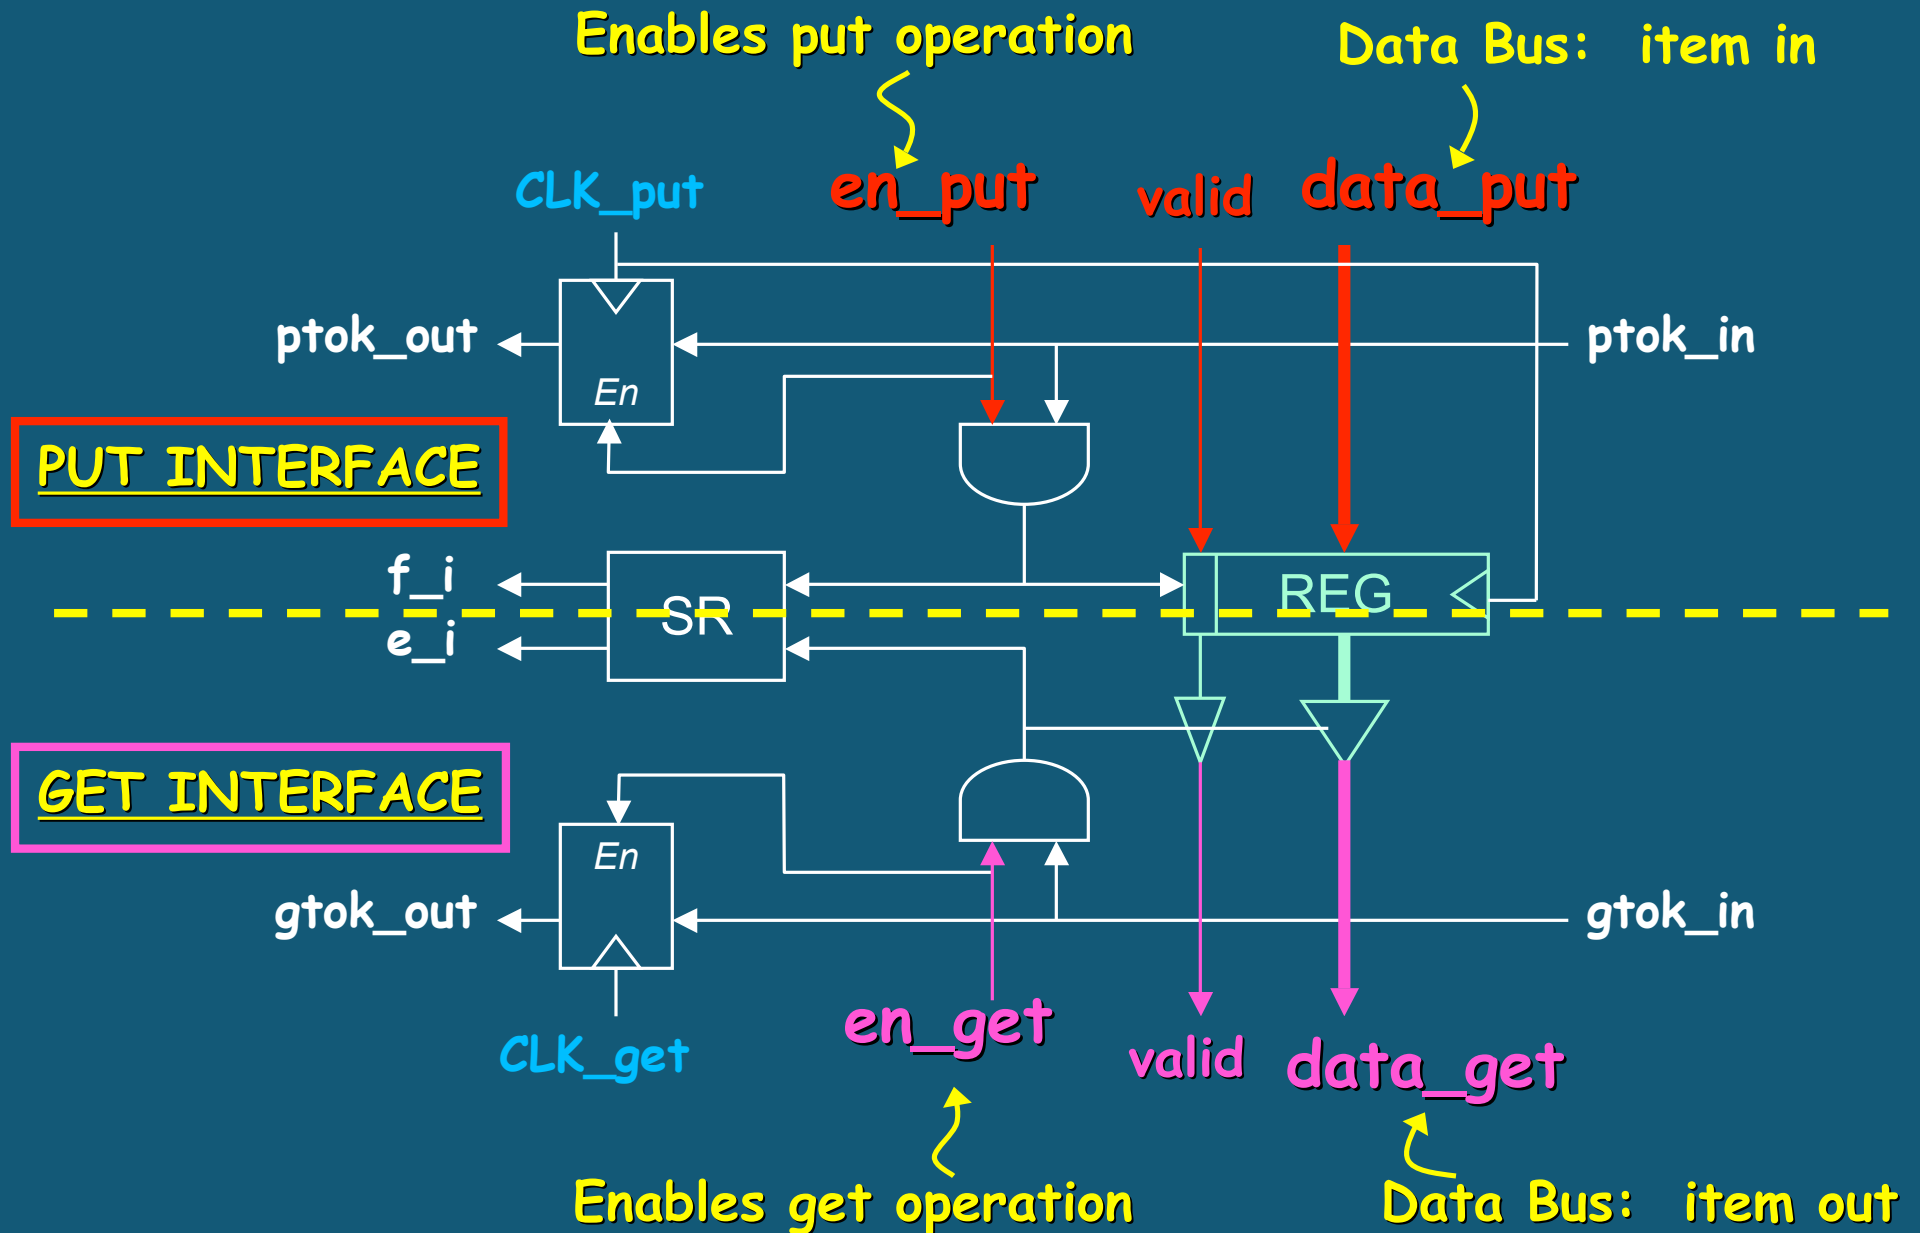 Enables put operation
Data Bus: item in
CLK_put
en_put
valid
data_put
ptok_out
ptok_in
En
PUT INTERFACE
f_i
SR
REG
e_i
GET INTERFACE
En
gtok_out
gtok_in
CLK_get
en_get
valid
data_get
Enables get operation
Data Bus: item out